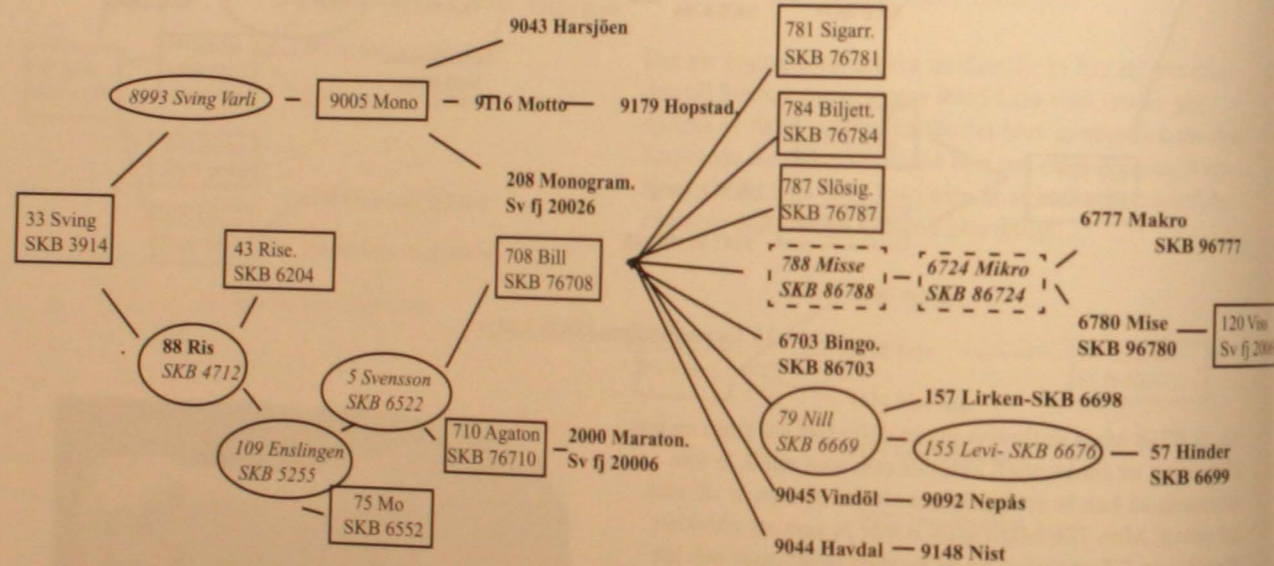 9043 Harsjöen
8993 Sving Varli
9005 Mono
9116 Motto
9179 Hopstad.
208 Monogram.
Sv fj 20026
33 Sving
SKB 3914
43 Rise.
SKB 6204
88 Ris
SKB 4712
109 Enslingen
SKB 5255
75 Mo
SKB 6552
5 Svensson
SKB 6522
708 Bill
SKB 76708
710 Agaton
SKB 76710
2000 Maraton.
Sv fj 20006
781 Sigarr.
SKB 76781
784 Biljett.
SKB 76784
787 Slösig.
SKB 76787
788 Misse
SKB 86788
6724 Mikro
SKB 86724
6777 Makro
SKB 96777
6780 Mise
SKB 96780
120
Sv fj
6703 Bingo.
SKB 86703
79 Nill
SKB 6669
157 Lirken-SKB 6698
155 Levi- SKB 6676
57 Hinder
SKB 6699
9045 Vindöl
9092 Nepås
9044 Havdal
9148 Nist